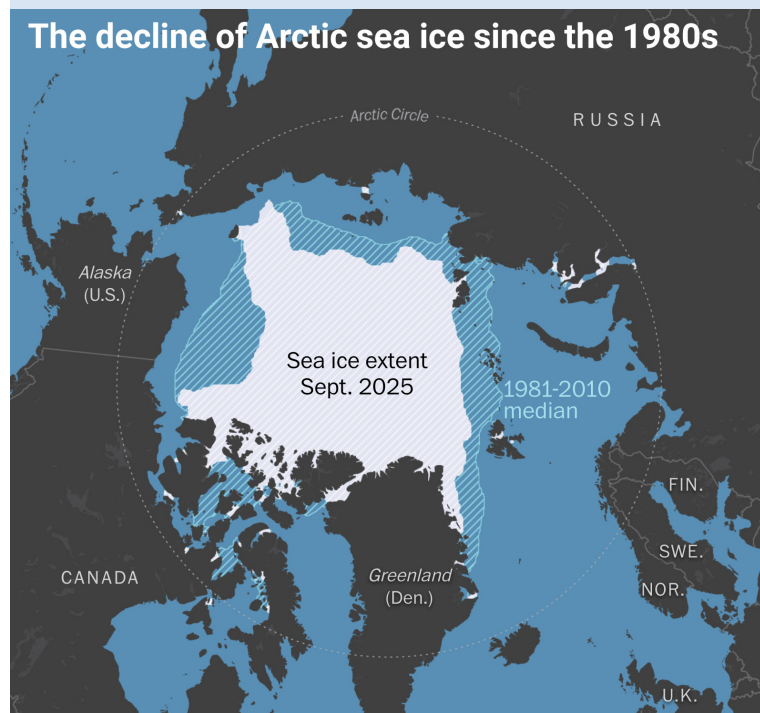 The decline of Arctic sea ice since the 1980s
Arctic Circle
RUSSIA
Alaska
(U.S.)
Sea ice extent
Sept. 2025
1981-2010
median
FIN.
SWE.
NOR.
CANADA
Greenland
(Den.)
U.K.